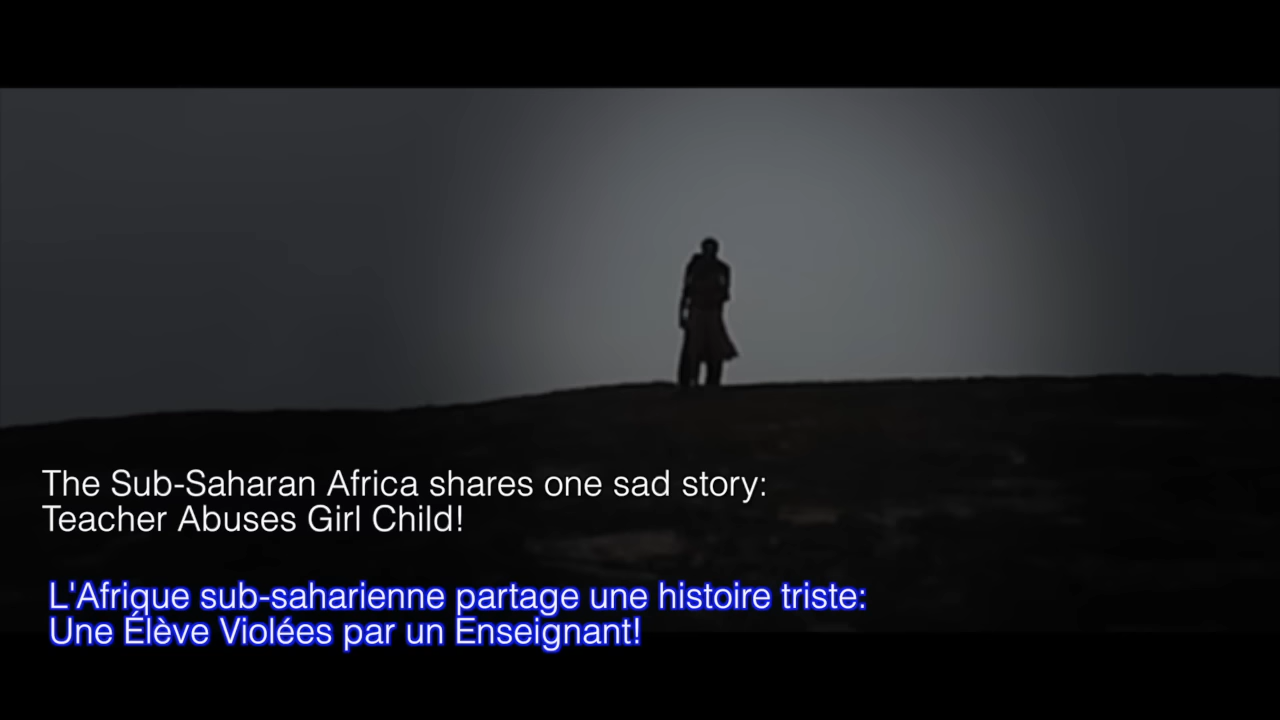 The Sub-Saharan Africa shares one sad story:
Teacher Abuses Girl Child!
L'Afrique sub-saharienne partage une histoire triste:
Une Élève Violées par un Enseignant!